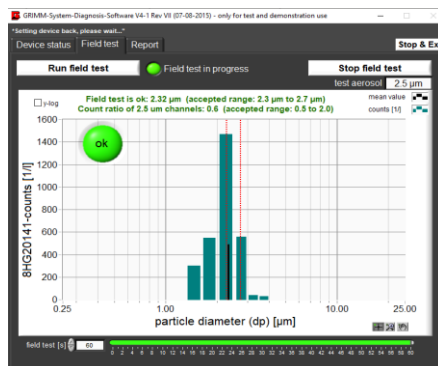 GRIMM-System-Diagnosis-Software V4-1 Rev VII (07-08-2015) - only for test and demonstration use
"Setting device back, please wait..."
Device status Field test Report Stop & Ex
Run field test Field test in progress Stop field test
test aerosol 2.5 µm
y-log Field test is ok: 2.32 µm (accepted range: 2.3 µm to 2.7 µm) mean value
Count ratio of 2.5 um channels: 0.6 (accepted range: 0.5 to 2.0) counts [1/l]
ok
8HG20141-counts [1/l]
1600
1400
1200
1000
800
600
400
200
0
0.25 1.00 10.00 25.00
particle diameter (dp) [µm]
field test [s] 60
0 2 4 6 8 10 12 14 16 18 20 22 24 26 28 30 32 34 36 38 40 42 44 46 48 50 52 54 56 58 60